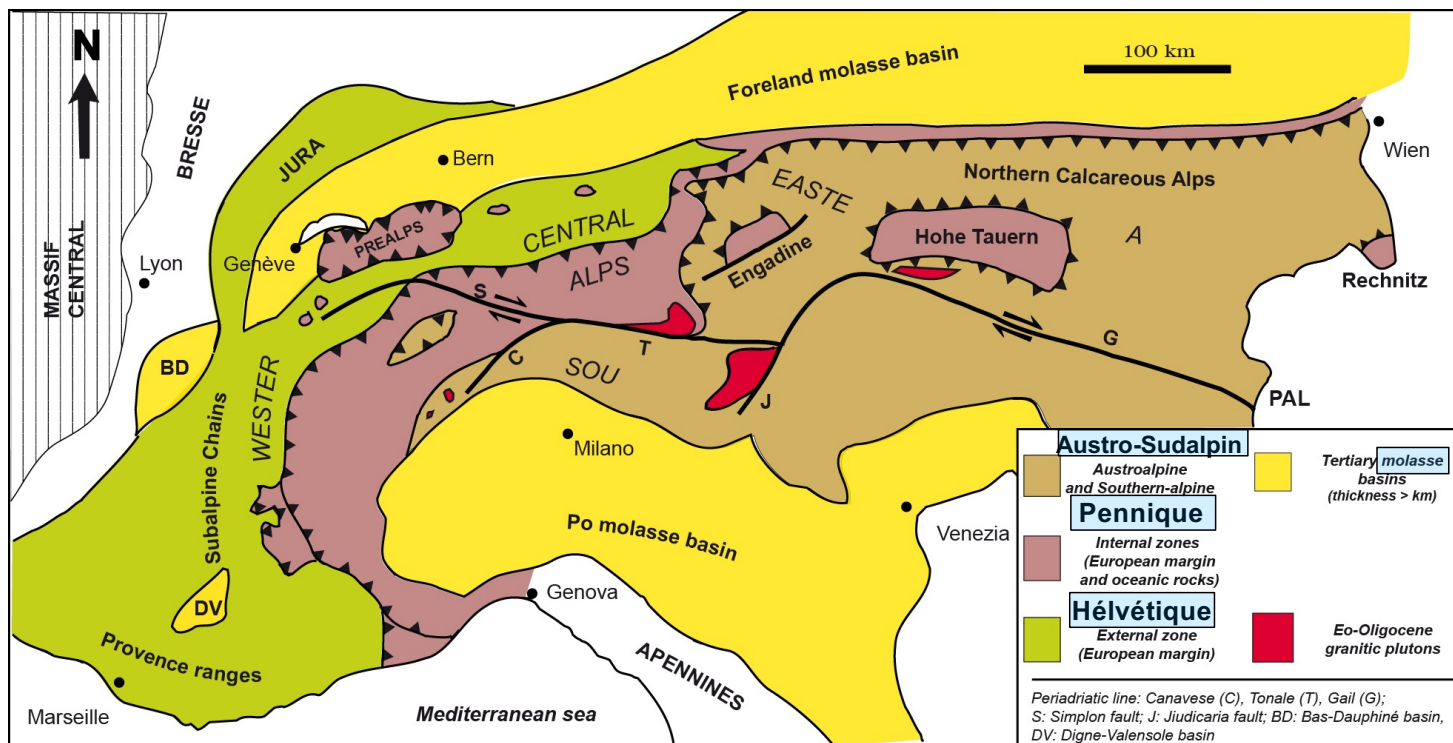 N
100 km
Foreland molasse basin
BRESSE
JURA
Bern
Wien
Northern Calcareous Alps
EASTE
A
CENTRAL
PREALPS
Genève
Hohe Tauern
Lyon
MASSIF
CENTRAL
ALPS
Engadine
Rechnitz
S
T
C
G
J
SOU
PAL
BD
WESTER
Subalpine Chains
Milano
Po molasse basin
Venezia
Genova
DV
Provence ranges
APENNINES
Marseille
Mediterranean sea
Austro-Sudalpin
Austroalpine
and Southern-alpine
Tertiary molasse
basins
(thickness > km)
Pennique
Internal zones
(European margin
and oceanic rocks)
Hélvétique
External zone
(European margin)
Eo-Oligocene
granitic plutons
Periadriatic line: Canavese (C), Tonale (T), Gail (G);
S: Simplon fault; J: Jiudicaria fault; BD: Bas-Dauphiné basin,
DV: Digne-Valensole basin